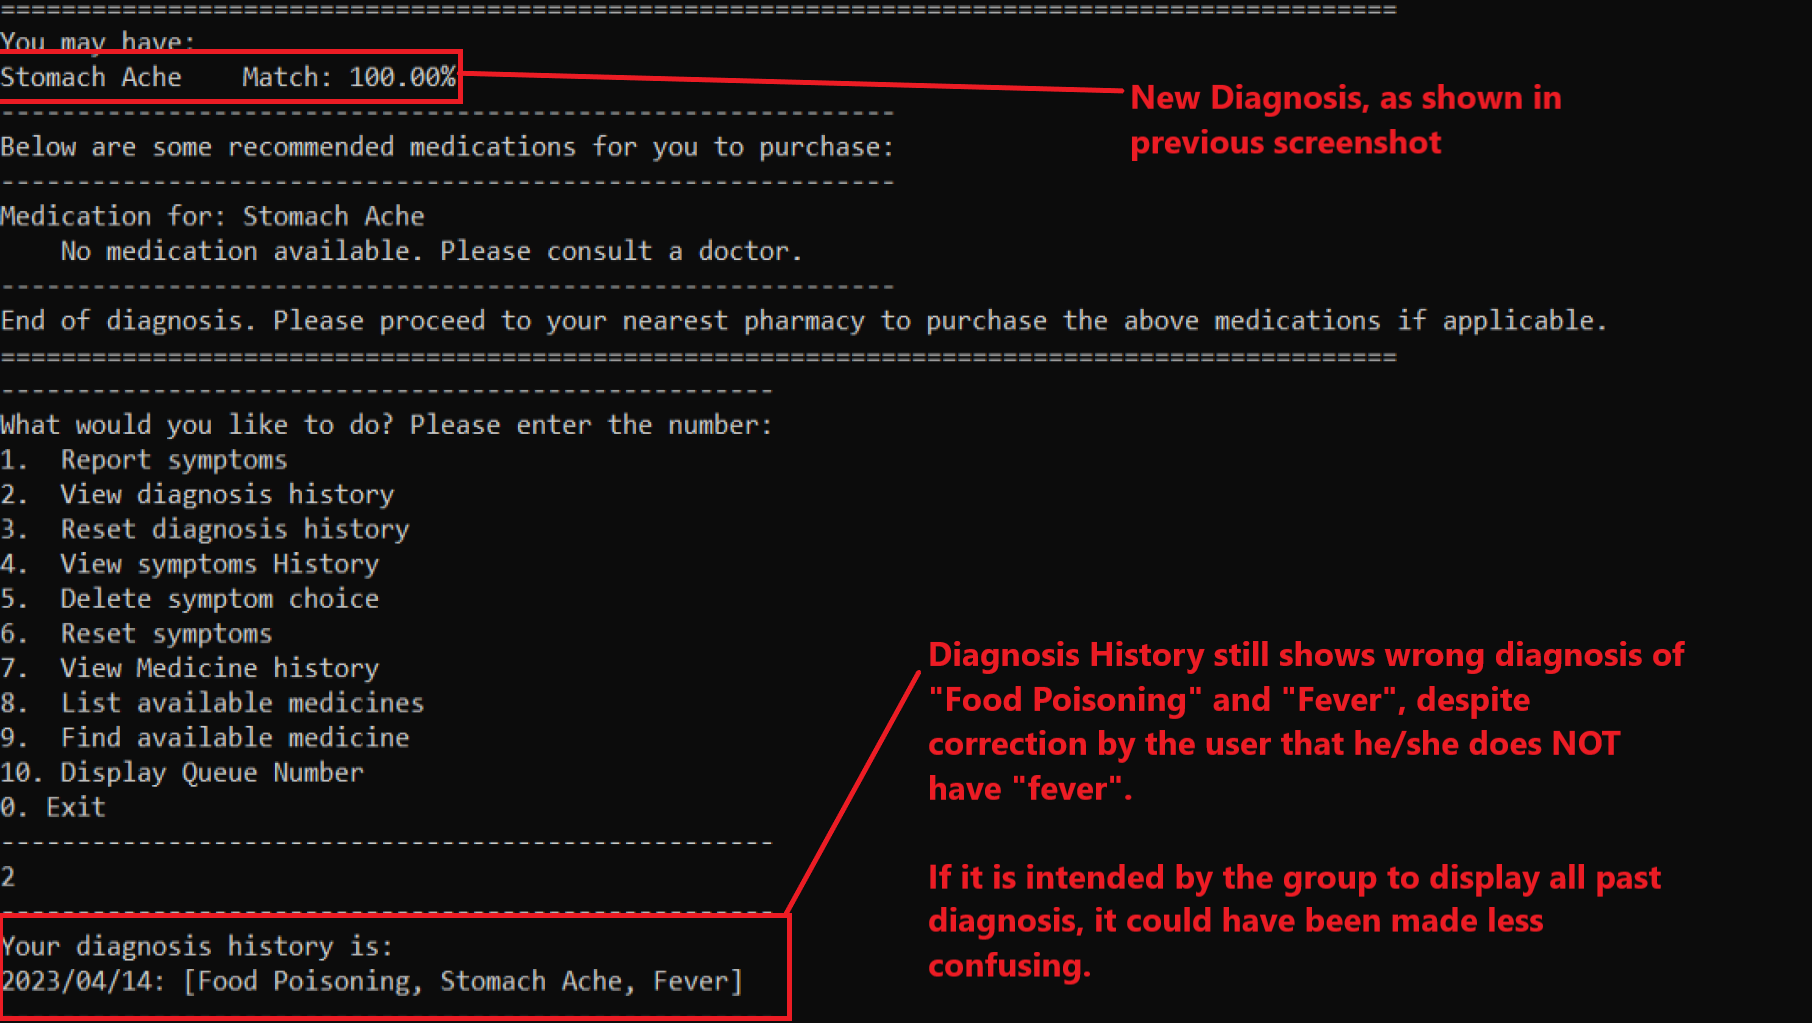 ==========================================================================================
You may have:
Stomach Ache    Match: 100.00%
New Diagnosis, as shown in
previous screenshot
-----------------------------------------------------------
Below are some recommended medications for you to purchase:
-----------------------------------------------------------
Medication for: Stomach Ache
    No medication available. Please consult a doctor.
-----------------------------------------------------------
End of diagnosis. Please proceed to your nearest pharmacy to purchase the above medications if applicable.
==========================================================================================
---------------------------------------------------
What would you like to do? Please enter the number:
1.  Report symptoms
2.  View diagnosis history
3.  Reset diagnosis history
4.  View symptoms History
5.  Delete symptom choice
6.  Reset symptoms
7.  View Medicine history
8.  List available medicines
9.  Find available medicine
10. Display Queue Number
0. Exit
---------------------------------------------------
2
---------------------------------------------------
Your diagnosis history is:
2023/04/14: [Food Poisoning, Stomach Ache, Fever]
Diagnosis History still shows wrong diagnosis of
"Food Poisoning" and "Fever", despite
correction by the user that he/she does NOT
have "fever".
If it is intended by the group to display all past
diagnosis, it could have been made less
confusing.